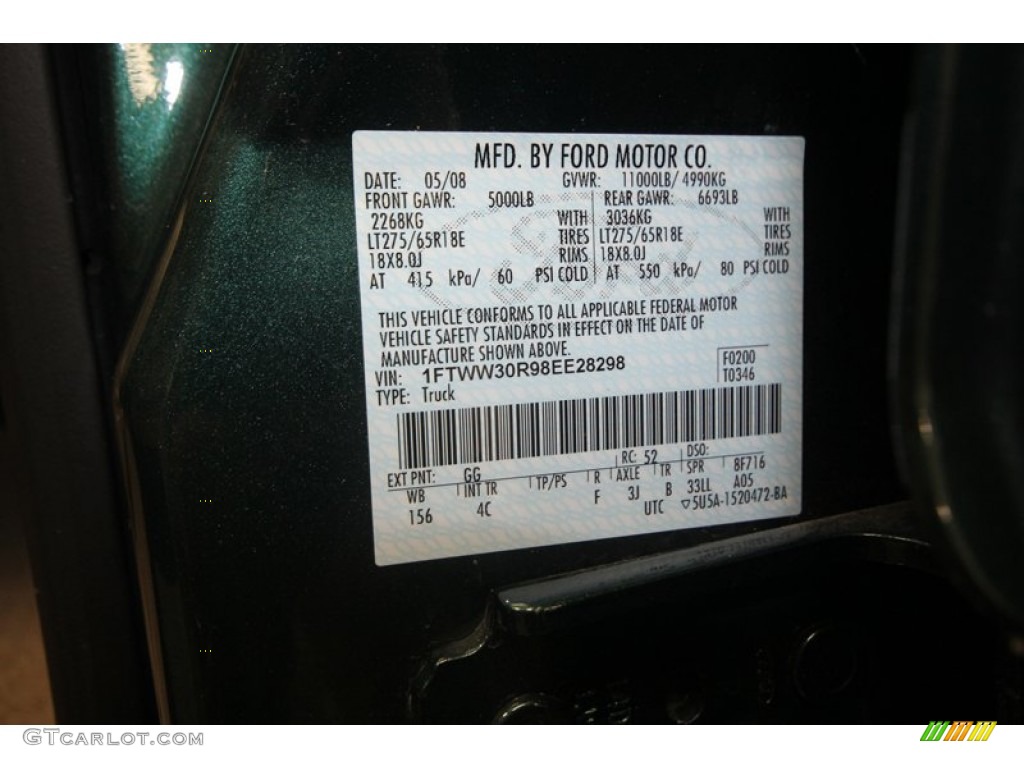 MFD. BY FORD MOTOR CO.
DATE: 05/08 GVWR: 11000LB/ 4990KG
FRONT GAWR: 5000LB REAR GAWR: 6693LB
2268KG WITH 3036KG WITH
LT275/65R18E TIRES LT275/65R18E TIRES
18X8.0J RIMS 18X8.0J RIMS
AT 415 kPa/ 60 PSI COLD AT 550 kPa/ 80 PSI COLD
THIS VEHICLE CONFORMS TO ALL APPLICABLE FEDERAL MOTOR
VEHICLE SAFETY STANDARDS IN EFFECT ON THE DATE OF
MANUFACTURE SHOWN ABOVE.
VIN: 1FTWW30R98EE28298 F0200
TYPE: Truck T0346
EXT PNT: GG RC: 52 DSO:
WB INT TR TP/PS R AXLE TR SPR 8F716
156 4C F 3J B 33LL A05
UTC ▽5U5A-1520472-BA
GTCARLOT.COM